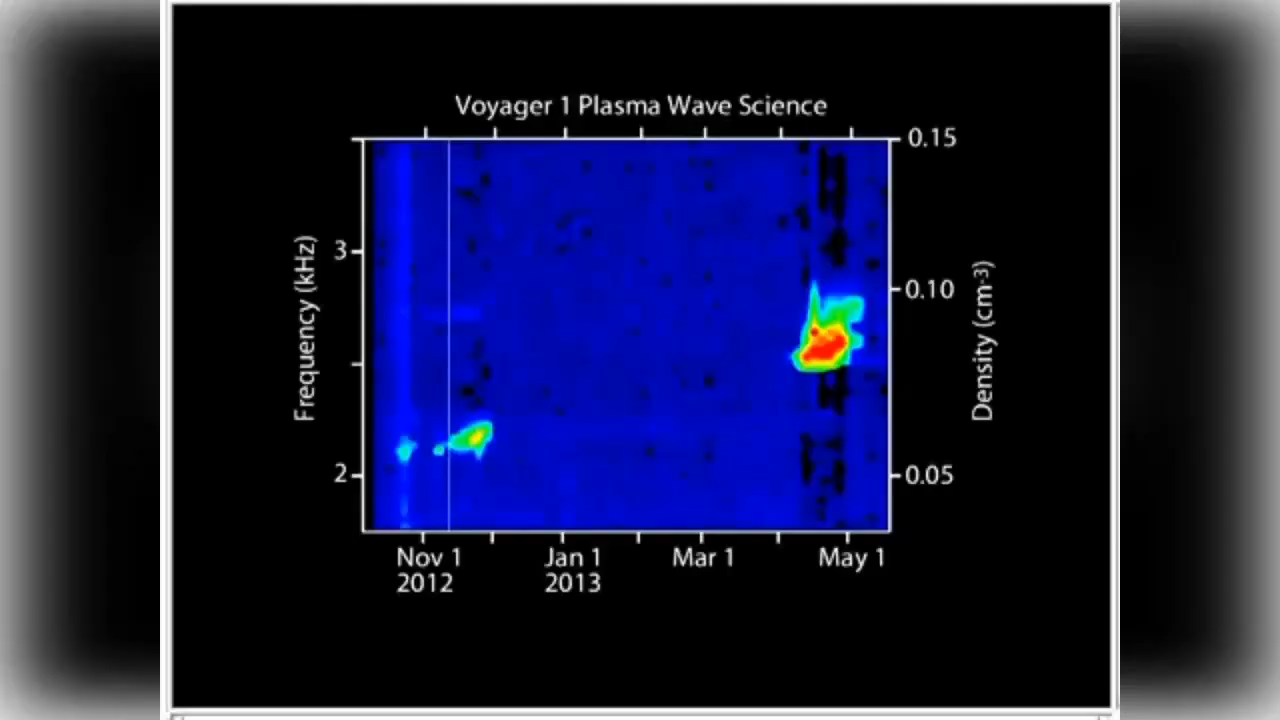 Voyager 1 Plasma Wave Science
0.15
3
0.10
Frequency (kHz)
Density (cm-3)
2
0.05
Nov 1 Jan 1 Mar 1 May 1
2012 2013